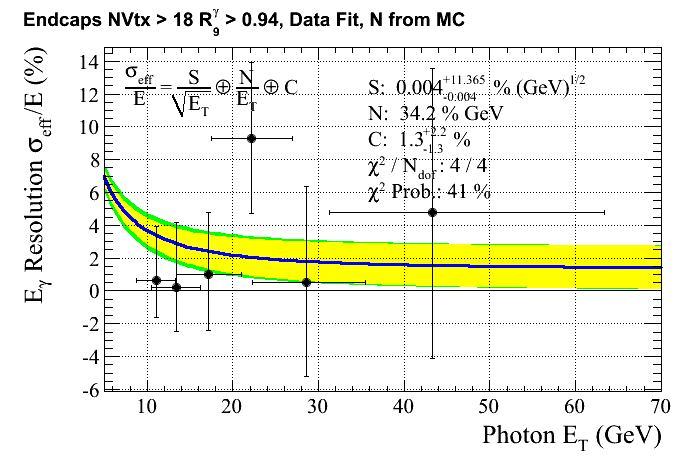 Endcaps NVtx > 18 R₉ᵞ > 0.94, Data Fit, N from MC
E_γ Resolution σ_eff/E (%)
14
12
10
8
6
4
2
0
-2
-4
-6
σ_eff/E = S/√E_T ⊕ N/E_T ⊕ C
S: 0.004 +11.365 -0.004 % (GeV)^1/2
N: 34.2 % GeV
C: 1.3 +2.2 -1.3 %
χ² / N_dof: 4 / 4
χ² Prob.: 41 %
10 20 30 40 50 60 70
Photon E_T (GeV)